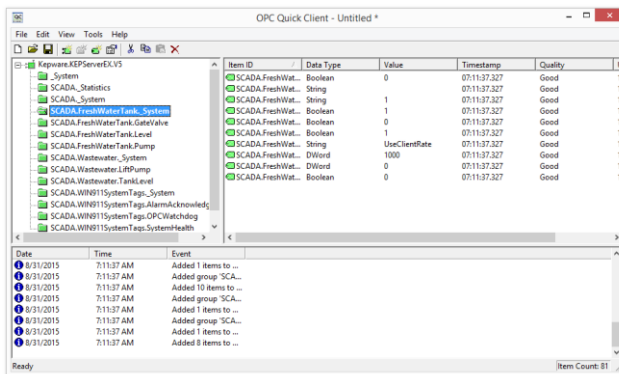 OPC Quick Client - Untitled *
File Edit View Tools Help
Kepware.KEPServerEX.V5
_System
SCADA._Statistics
SCADA._System
SCADA.FreshWaterTank._System
SCADA.FreshWaterTank.GateValve
SCADA.FreshWaterTank.Level
SCADA.FreshWaterTank.Pump
SCADA.Wastewater._System
SCADA.Wastewater.LiftPump
SCADA.Wastewater.TankLevel
SCADA.WIN911SystemTags._System
SCADA.WIN911SystemTags.AlarmAcknowledg
SCADA.WIN911SystemTags.OPCWatchdog
SCADA.WIN911SystemTags.SystemHealth
Item ID Data Type Value Timestamp Quality
SCADA.FreshWat... Boolean 0 07:11:37.327 Good
SCADA.FreshWat... String 07:11:37.327 Good
SCADA.FreshWat... String 1 07:11:37.327 Good
SCADA.FreshWat... Boolean 1 07:11:37.327 Good
SCADA.FreshWat... Boolean 0 07:11:37.327 Good
SCADA.FreshWat... Boolean 1 07:11:37.327 Good
SCADA.FreshWat... String UseClientRate 07:11:37.327 Good
SCADA.FreshWat... DWord 1000 07:11:37.327 Good
SCADA.FreshWat... DWord 0 07:11:37.327 Good
SCADA.FreshWat... Boolean 0 07:11:37.327 Good
Date Time Event
8/31/2015 7:11:37 AM Added 1 items to ...
8/31/2015 7:11:37 AM Added group 'SCA...
8/31/2015 7:11:37 AM Added 10 items to ...
8/31/2015 7:11:37 AM Added group 'SCA...
8/31/2015 7:11:37 AM Added 1 items to ...
8/31/2015 7:11:37 AM Added group 'SCA...
8/31/2015 7:11:37 AM Added 1 items to ...
8/31/2015 7:11:37 AM Added 8 items to ...
Ready Item Count: 81